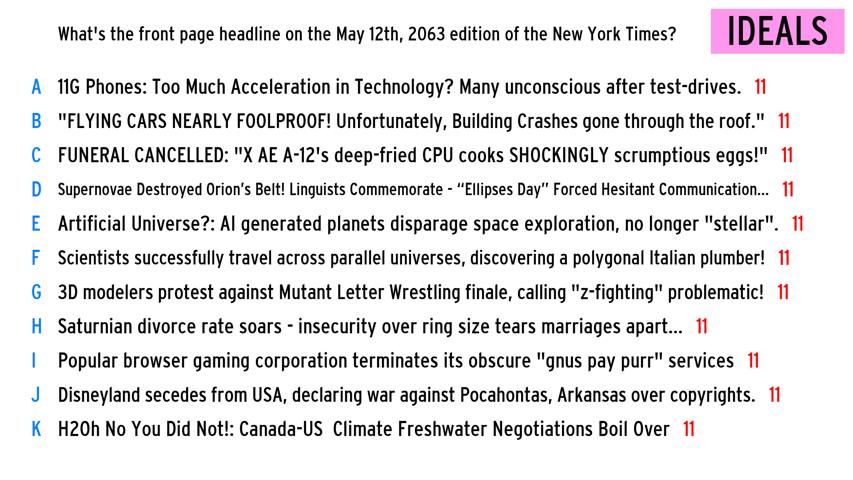 What's the front page headline on the May 12th, 2063 edition of the New York Times?
IDEALS
A 11G Phones: Too Much Acceleration in Technology? Many unconscious after test-drives. 11
B "FLYING CARS NEARLY FOOLPROOF! Unfortunately, Building Crashes gone through the roof." 11
C FUNERAL CANCELLED: "X AE A-12's deep-fried CPU cooks SHOCKINGLY scrumptious eggs!" 11
D Supernovae Destroyed Orion's Belt! Linguists Commemorate - “Ellipses Day” Forced Hesitant Communication... 11
E Artificial Universe?: AI generated planets disparage space exploration, no longer "stellar". 11
F Scientists successfully travel across parallel universes, discovering a polygonal Italian plumber! 11
G 3D modelers protest against Mutant Letter Wrestling finale, calling "z-fighting" problematic! 11
H Saturnian divorce rate soars - insecurity over ring size tears marriages apart... 11
I Popular browser gaming corporation terminates its obscure "gnus pay purr" services 11
J Disneyland secedes from USA, declaring war against Pocahontas, Arkansas over copyrights. 11
K H2Oh No You Did Not!: Canada-US Climate Freshwater Negotiations Boil Over 11